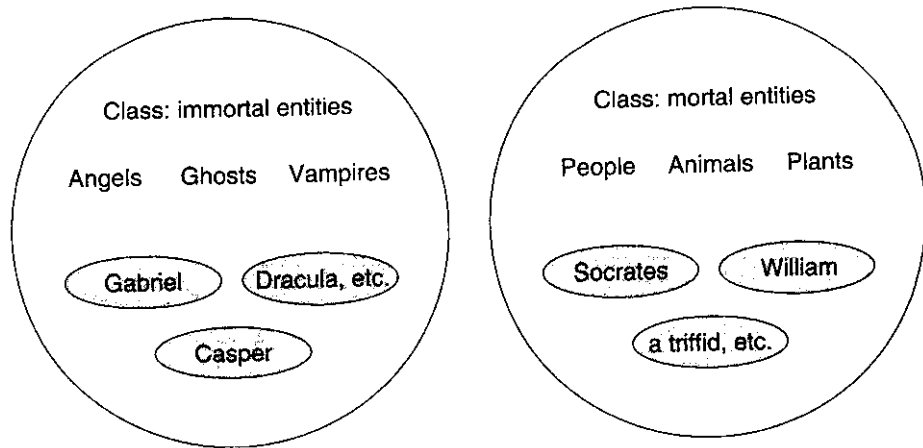 Class: immortal entities
Angels Ghosts Vampires
Gabriel Dracula, etc.
Casper
Class: mortal entities
People Animals Plants
Socrates William
a triffid, etc.